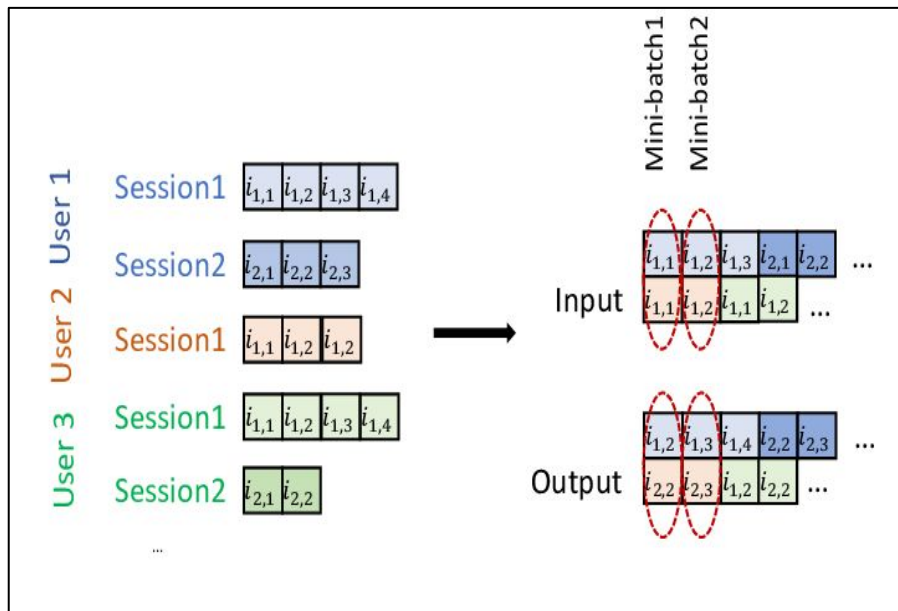 Mini-batch1
Mini-batch2
User 1
Session1 i1,1 i1,2 i1,3 i1,4
Session2 i2,1 i2,2 i2,3
User 2
Session1 i1,1 i1,2 i1,2
User 3
Session1 i1,1 i1,2 i1,3 i1,4
Session2 i2,1 i2,2
...
Input
i1,1 i1,2 i1,3 i2,1 i2,2 ...
i1,1 i1,2 i1,1 i1,2 ...
Output
i1,2 i1,3 i1,4 i2,2 i2,3 ...
i2,2 i2,3 i1,2 i2,2 ...